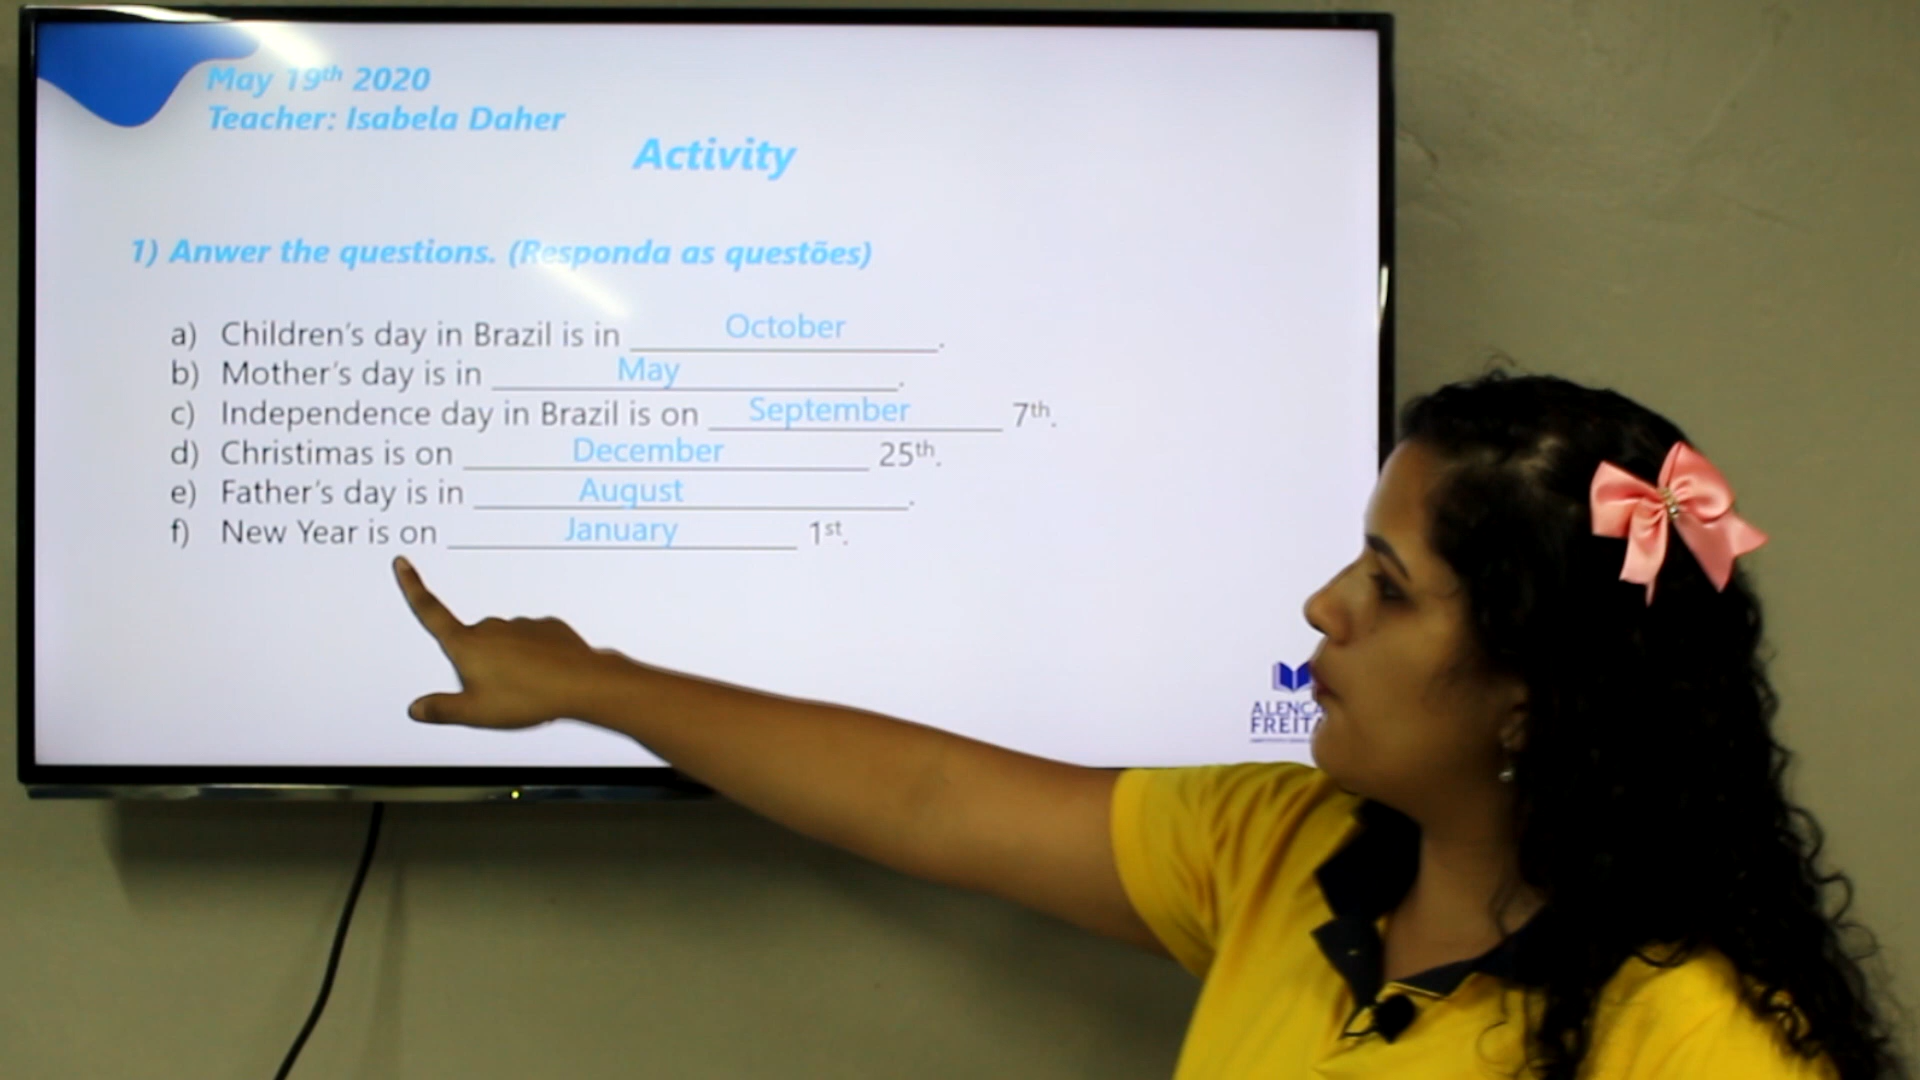 May 19th 2020
Teacher: Isabela Daher
Activity
1) Anwer the questions. (Responda as questões)
a) Children's day in Brazil is in October.
b) Mother's day is in May.
c) Independence day in Brazil is on September 7th.
d) Christimas is on December 25th.
e) Father's day is in August.
f) New Year is on January 1st.